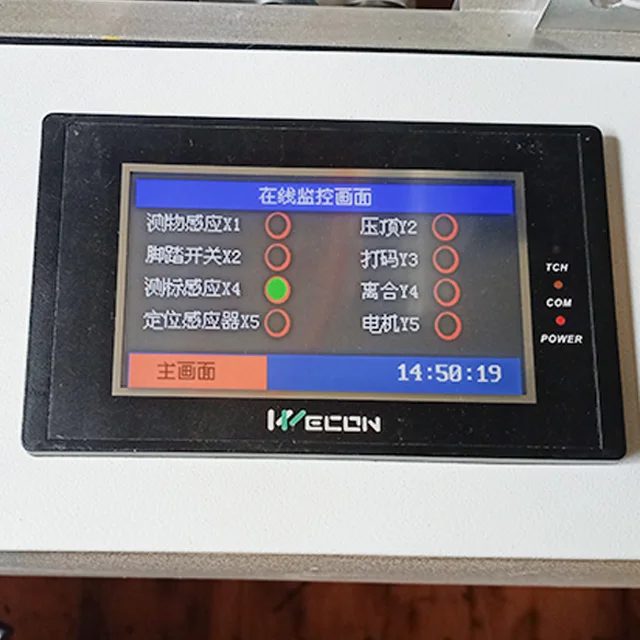 在线监控画面
测物感应X1 压顶Y2
脚踏开关X2 打码Y3
测标感应X4 离合Y4
定位感应器X5 电机Y5
主画面 14:50:19
TCH
COM
POWER
WECON